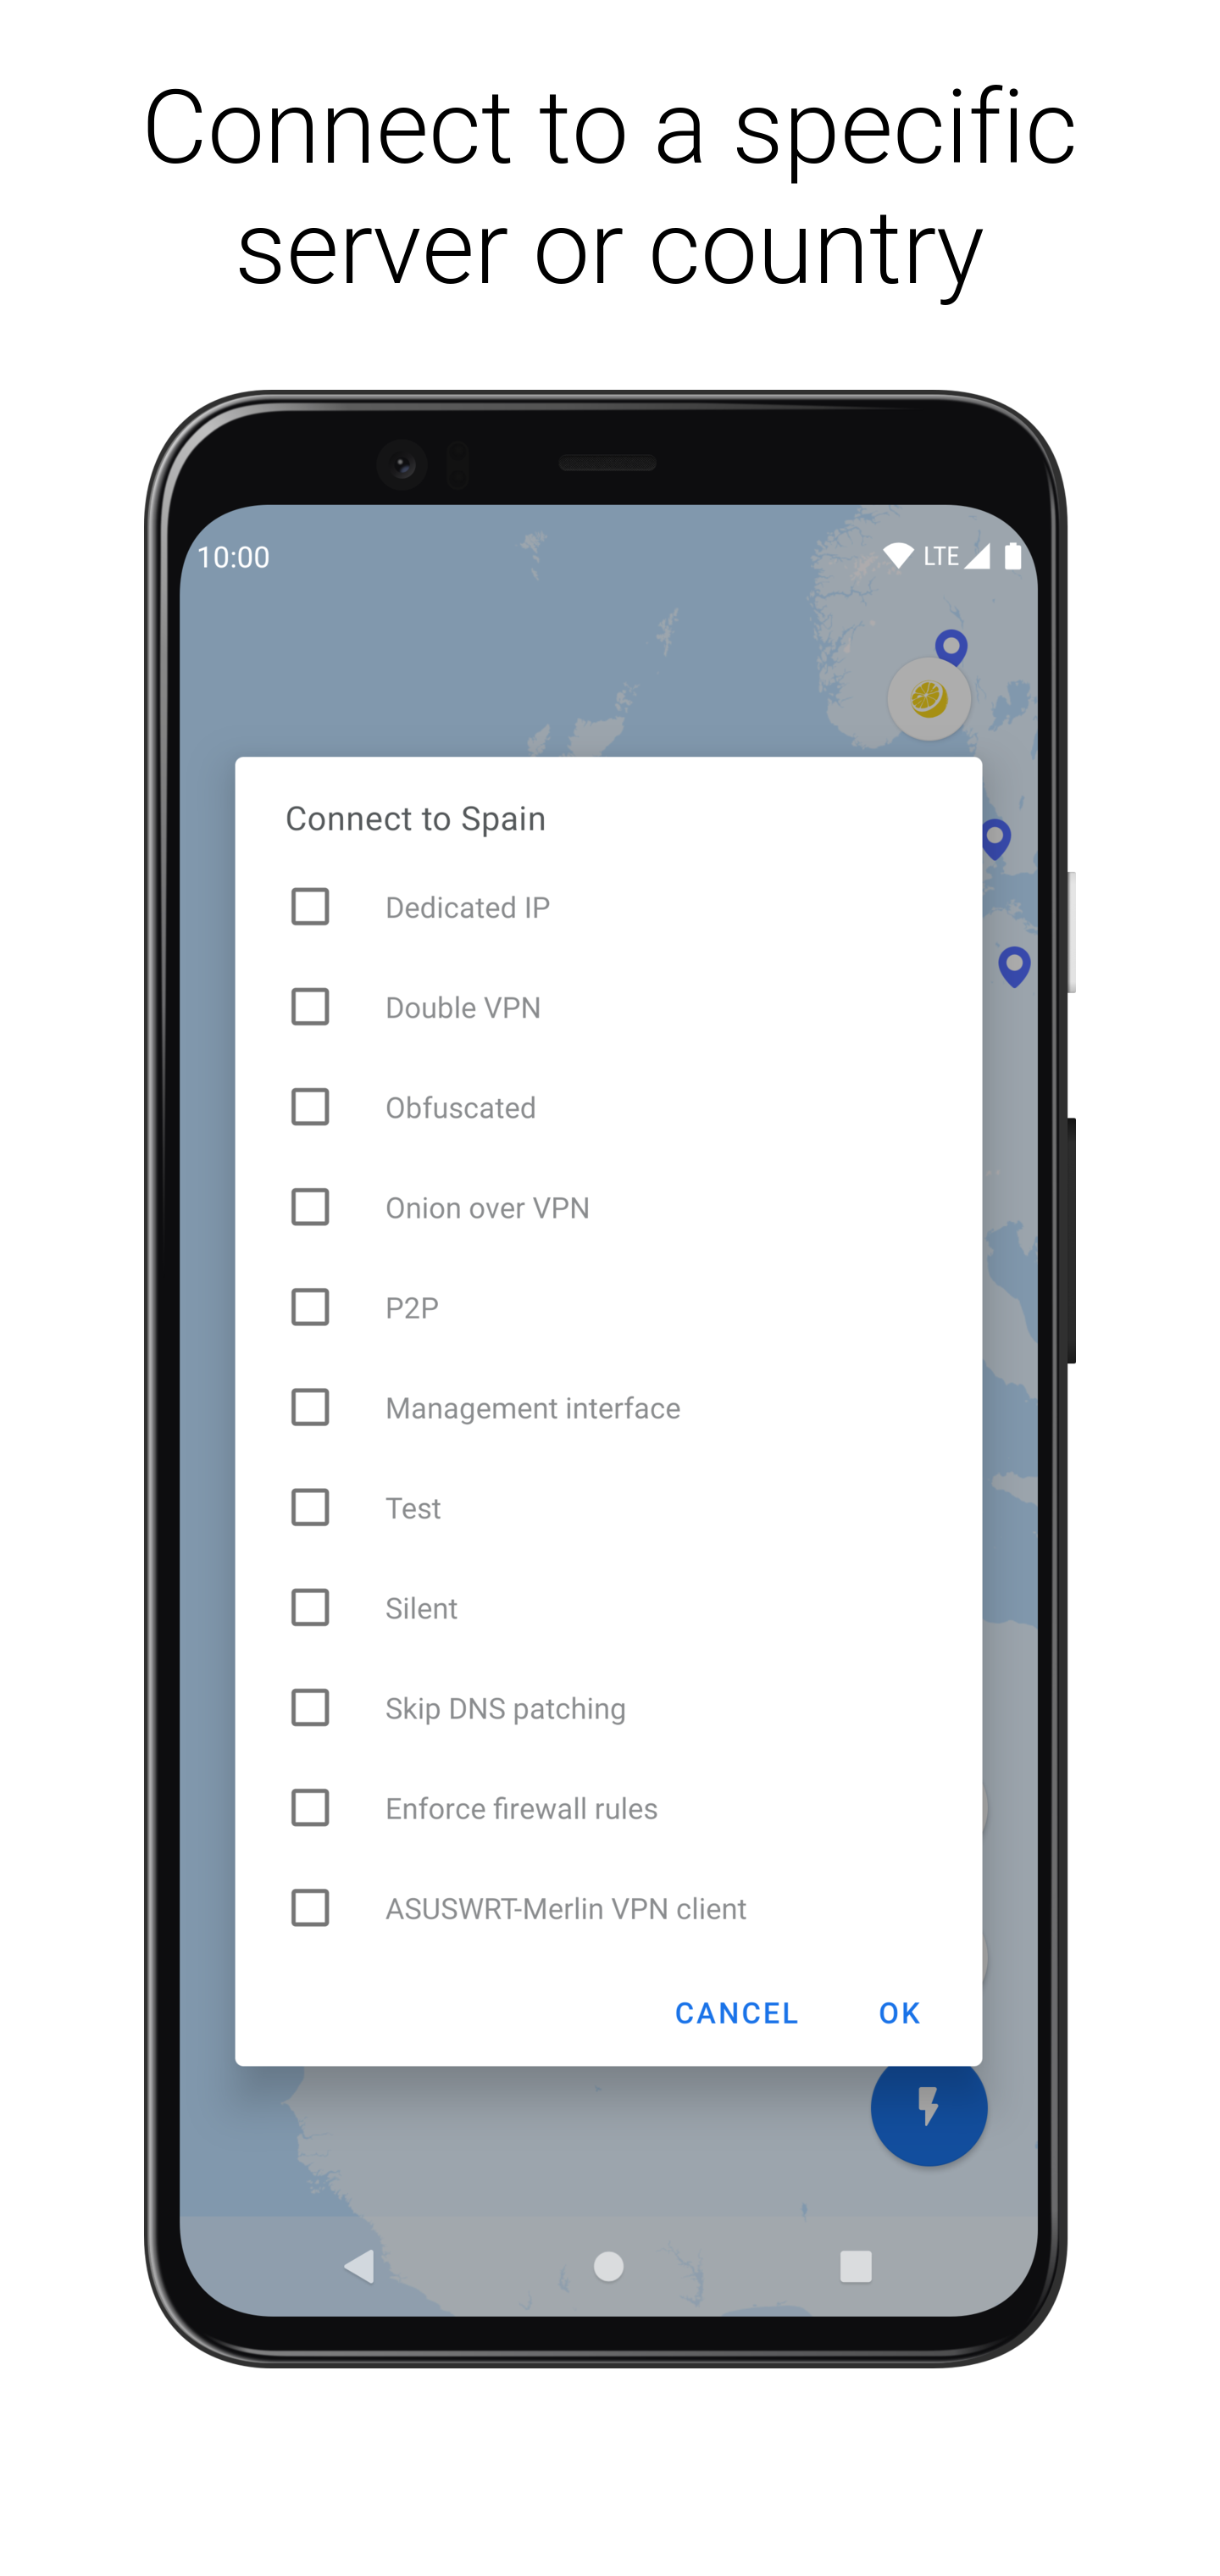 Connect to a specific
server or country
10:00
LTE
Connect to Spain
Dedicated IP
Double VPN
Obfuscated
Onion over VPN
P2P
Management interface
Test
Silent
Skip DNS patching
Enforce firewall rules
ASUSWRT-Merlin VPN client
CANCEL OK